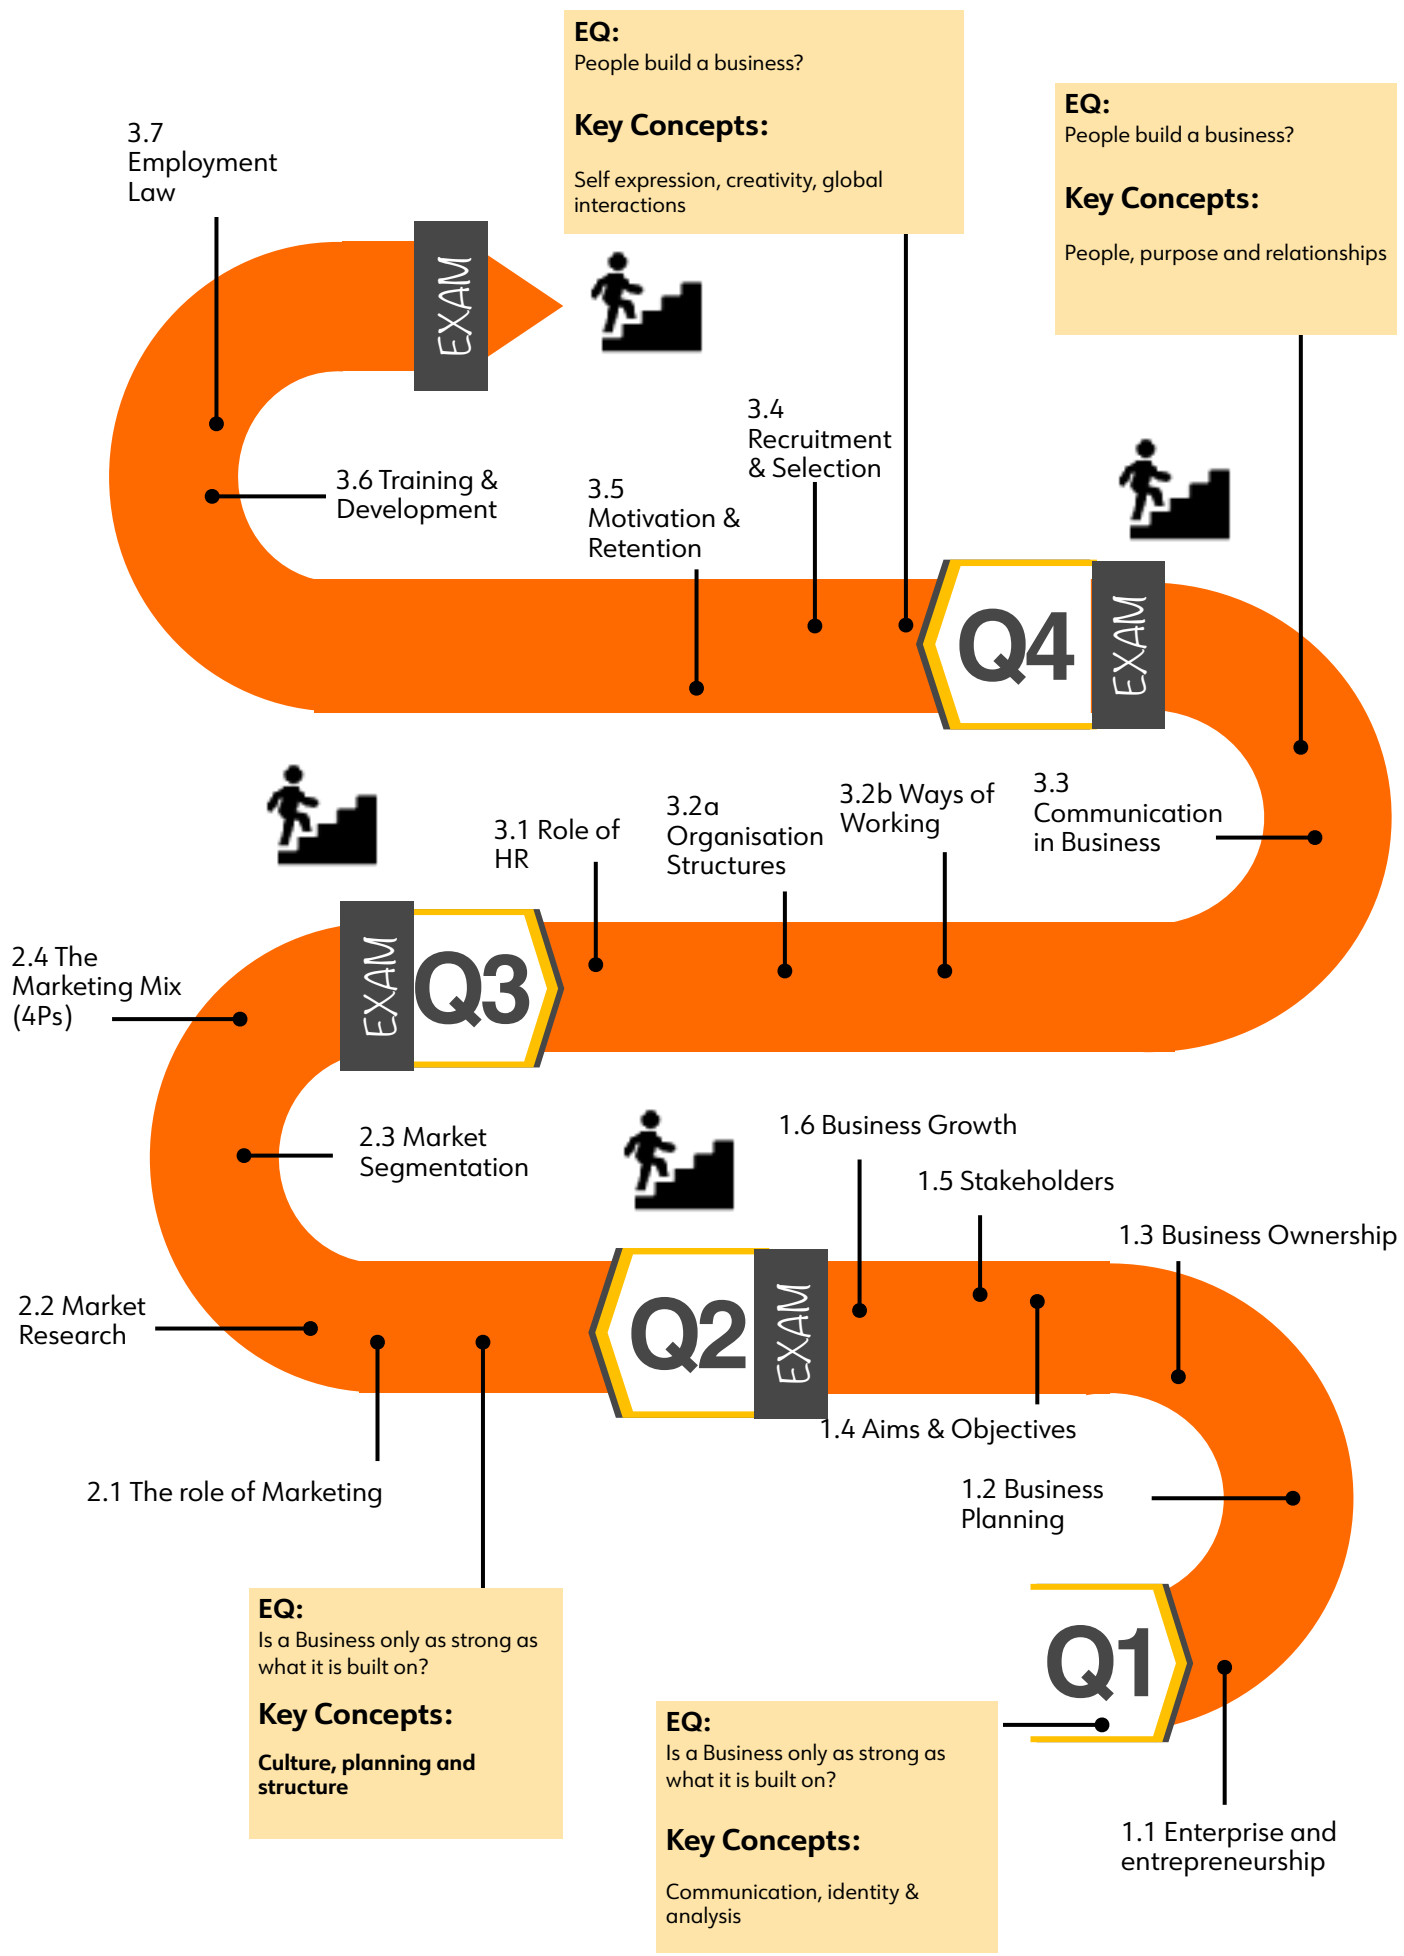 EQ:
People build a business?
Key Concepts:
Self expression, creativity, global
interactions
EQ:
People build a business?
Key Concepts:
People, purpose and relationships
3.7
Employment
Law
EXAM
3.4
Recruitment
& Selection
3.6 Training &
Development
3.5
Motivation &
Retention
Q4
EXAM
3.1 Role of
HR
3.2a
Organisation
Structures
3.2b Ways of
Working
3.3
Communication
in Business
2.4 The
Marketing Mix
(4Ps)
EXAM
Q3
2.3 Market
Segmentation
1.6 Business Growth
1.5 Stakeholders
1.3 Business Ownership
2.2 Market
Research
Q2
EXAM
1.4 Aims & Objectives
2.1 The role of Marketing
1.2 Business
Planning
EQ:
Is a Business only as strong as
what it is built on?
Key Concepts:
Culture, planning and
structure
Q1
EQ:
Is a Business only as strong as
what it is built on?
Key Concepts:
Communication, identity &
analysis
1.1 Enterprise and
entrepreneurship